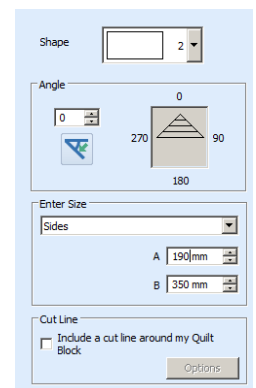 Shape
2
Angle
0
0
270
90
180
Enter Size
Sides
A 190 mm
B 350 mm
Cut Line
Include a cut line around my Quilt
Block
Options